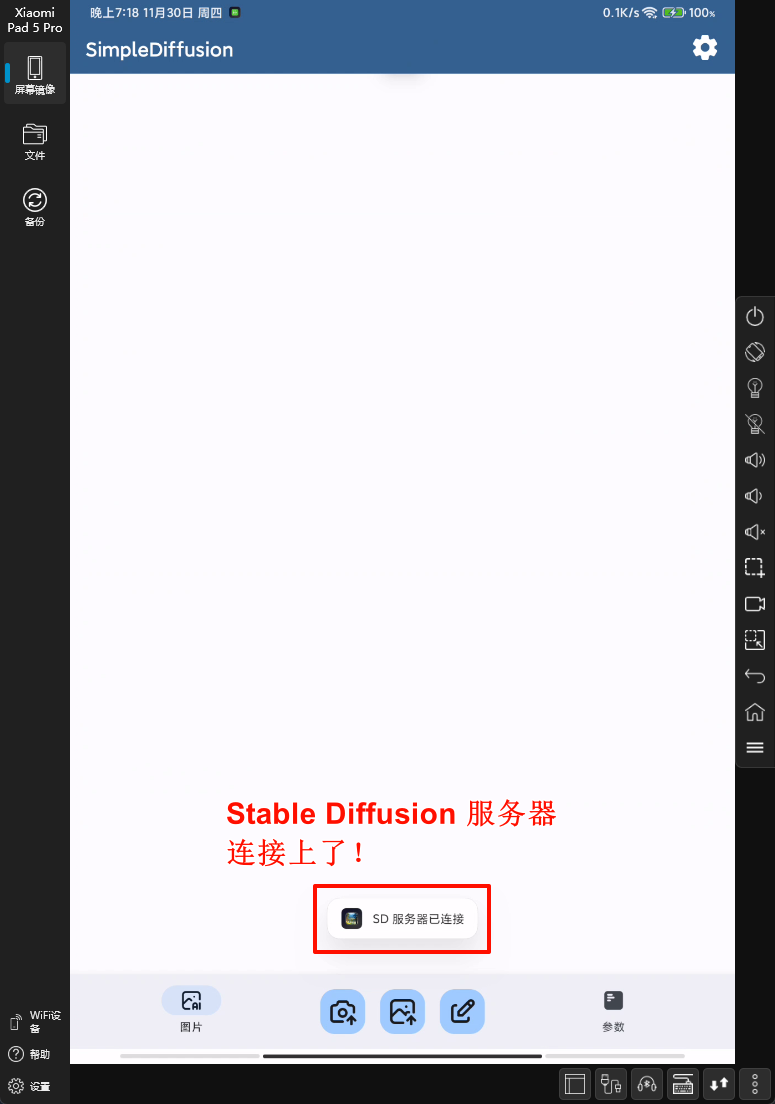 Xiaomi
Pad 5 Pro
屏幕镜像
文件
备份
晚上7:18 11月30日 周四
0.1K/s
100%
SimpleDiffusion
Stable Diffusion 服务器
连接上了!
SD 服务器已连接
AI
图片
参数
WiFi设
备
帮助
设置